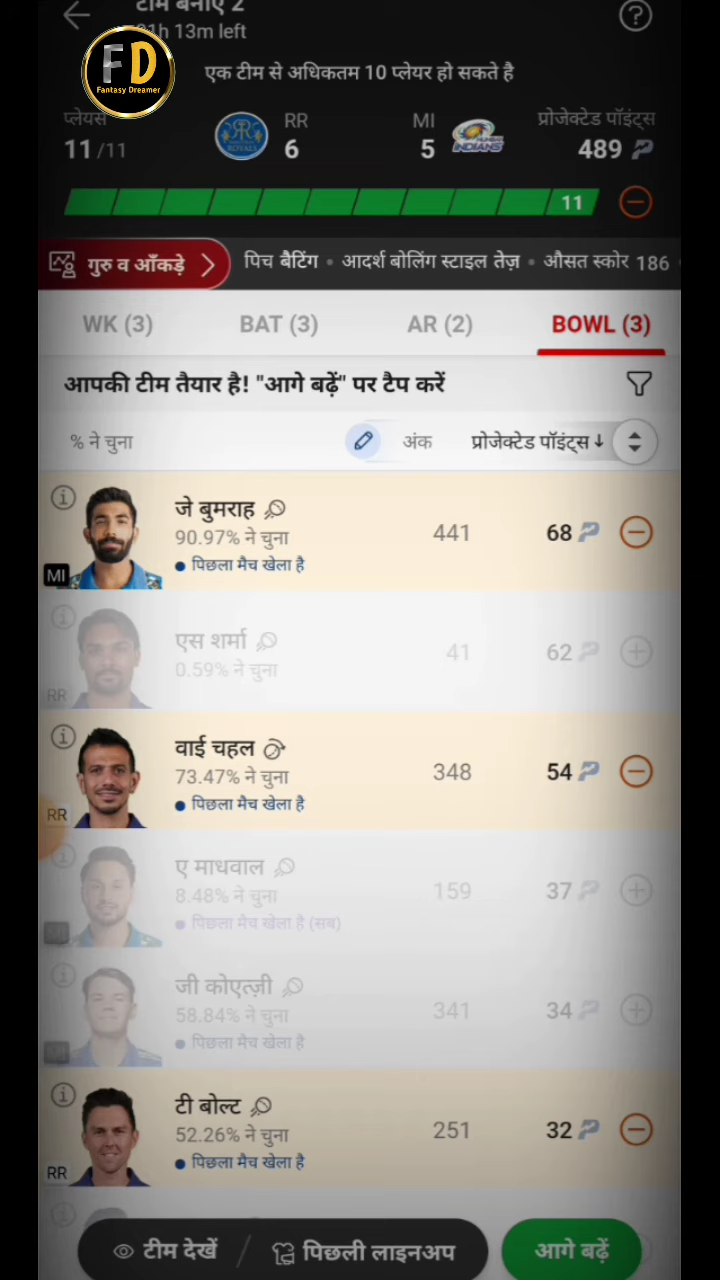 टीम बनाएं 2
21h 13m left
FD
Fantasy Dreamer
एक टीम से अधिकतम 10 प्लेयर हो सकते है
प्लेयर्स
11/11
RR
6
MI
5
प्रोजेक्टेड पॉइंट्स
489
11
गुरु व आँकड़े
पिच बैटिंग • आदर्श बोलिंग स्टाइल तेज़ • औसत स्कोर 186
WK (3)
BAT (3)
AR (2)
BOWL (3)
आपकी टीम तैयार है! "आगे बढ़ें" पर टैप करें
% ने चुना
अंक
प्रोजेक्टेड पॉइंट्स ↓
जे बुमराह
90.97% ने चुना
पिछला मैच खेला है
441
68
MI
एस शर्मा
0.59% ने चुना
41
62
RR
वाई चहल
73.47% ने चुना
पिछला मैच खेला है
348
54
RR
ए माधवाल
8.48% ने चुना
पिछला मैच खेला है (सब)
159
37
जी कोएत्ज़ी
58.84% ने चुना
पिछला मैच खेला है
341
34
टी बोल्ट
52.26% ने चुना
पिछला मैच खेला है
251
32
RR
टीम देखें / पिछली लाइनअप
आगे बढ़ें